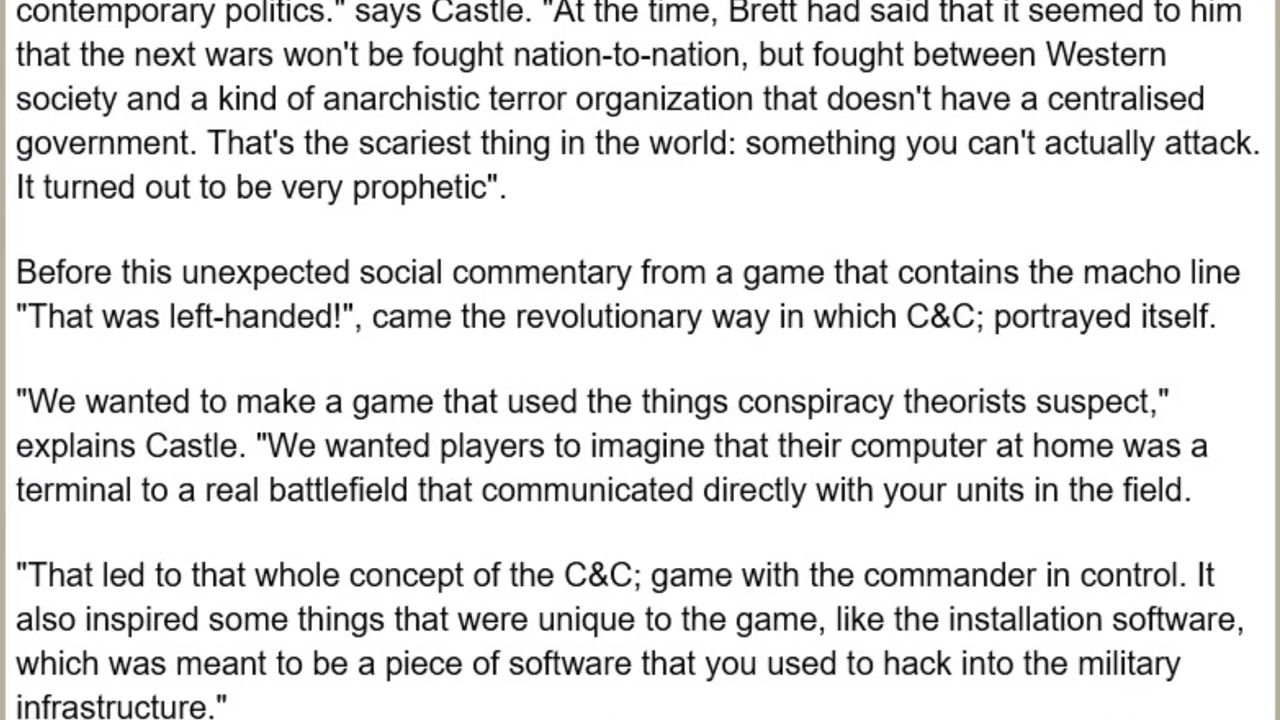 contemporary politics." says Castle. "At the time, Brett had said that it seemed to him
that the next wars won't be fought nation-to-nation, but fought between Western
society and a kind of anarchistic terror organization that doesn't have a centralised
government. That's the scariest thing in the world: something you can't actually attack.
It turned out to be very prophetic".
Before this unexpected social commentary from a game that contains the macho line
"That was left-handed!", came the revolutionary way in which C&C; portrayed itself.
"We wanted to make a game that used the things conspiracy theorists suspect,"
explains Castle. "We wanted players to imagine that their computer at home was a
terminal to a real battlefield that communicated directly with your units in the field.
"That led to that whole concept of the C&C; game with the commander in control. It
also inspired some things that were unique to the game, like the installation software,
which was meant to be a piece of software that you used to hack into the military
infrastructure."